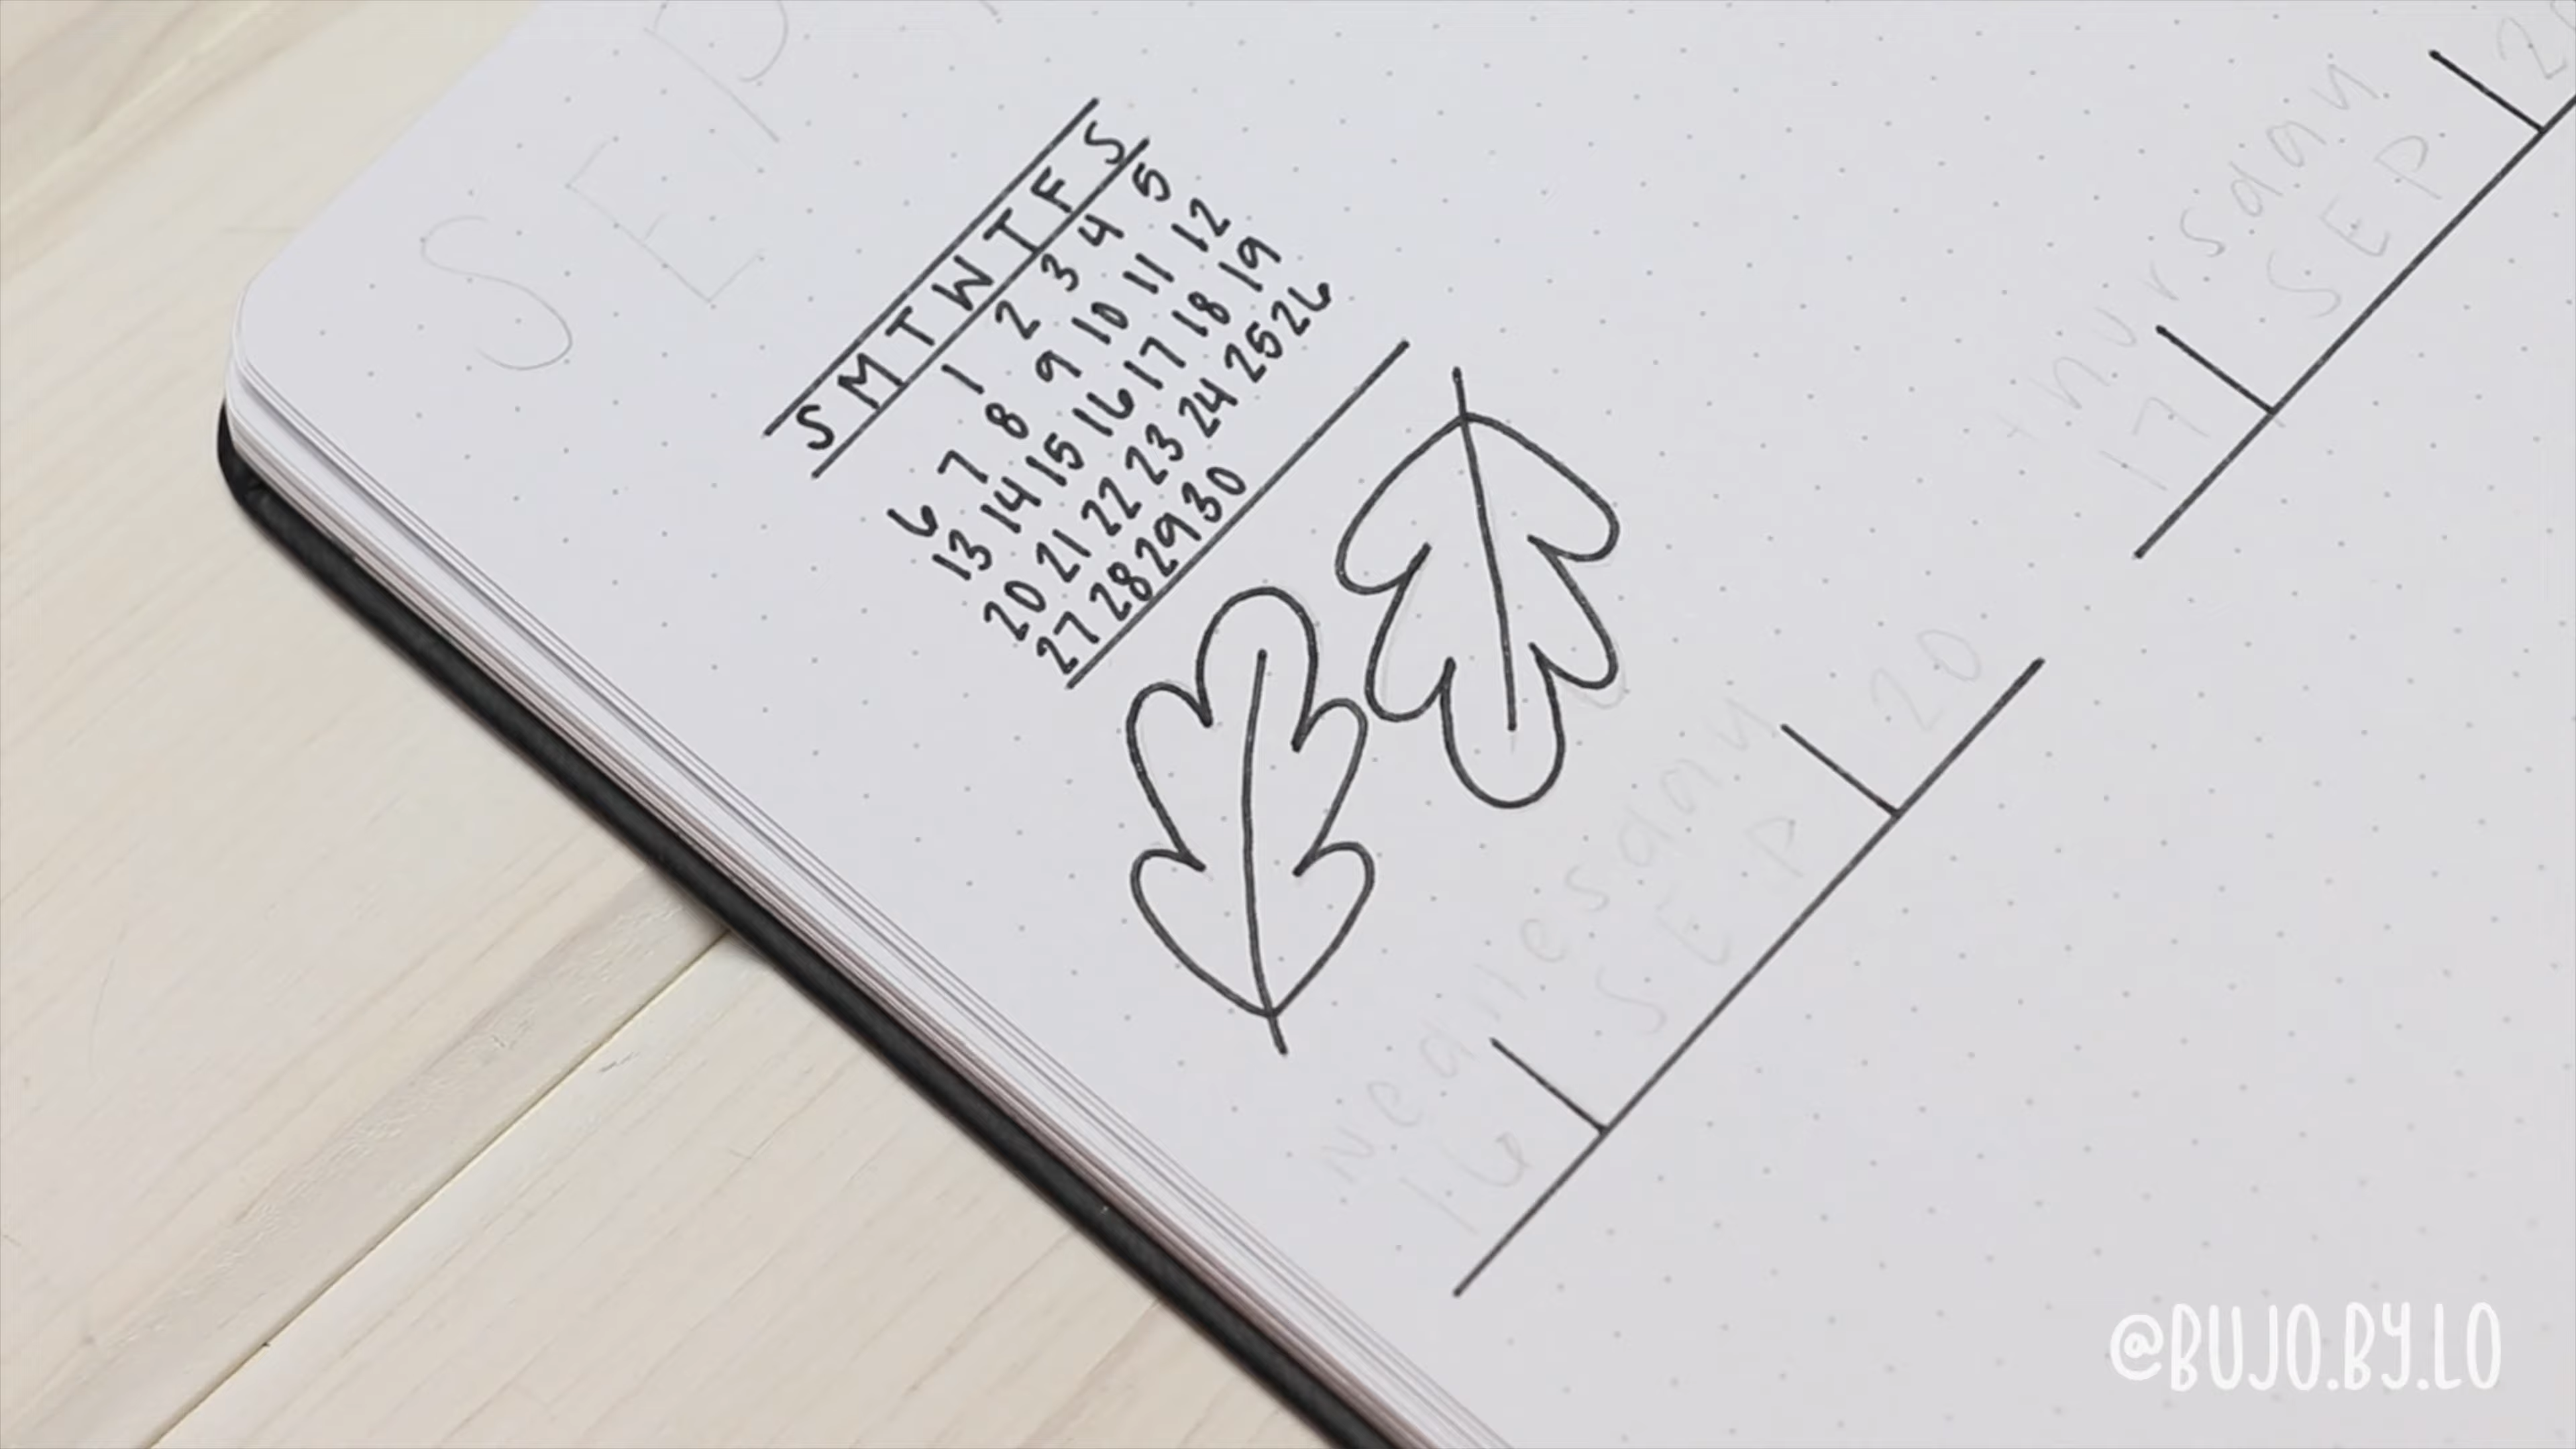 SEP
S M T W T F S
1 2 3 4 5
6 7 8 9 10 11 12
13 14 15 16 17 18 19
20 21 22 23 24 25 26
27 28 29 30
thursday
17 SEP 20
wednesday
16 SEP 20
@BUJO.BY.LO